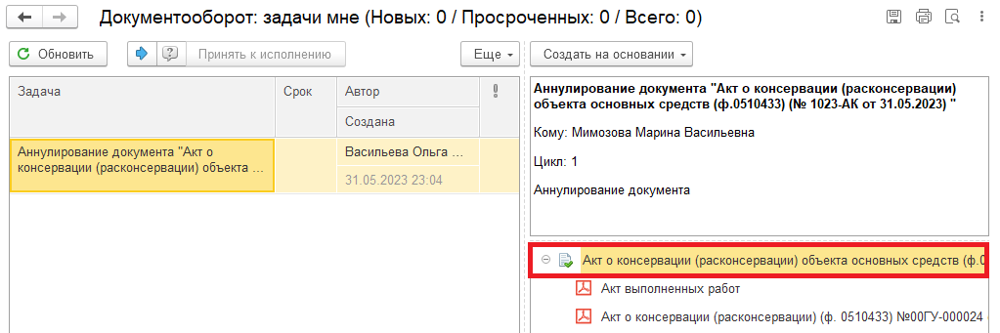 Документооборот: задачи мне (Новых: 0 / Просроченных: 0 / Всего: 0)
Обновить
Принять к исполнению
Еще
Создать на основании
Задача
Срок
Автор
Создана
Аннулирование документа "Акт о
консервации (расконсервации) объекта ...
Васильева Ольга ...
31.05.2023 23:04
Аннулирование документа "Акт о консервации (расконсервации)
объекта основных средств (ф.0510433) (№ 1023-АК от 31.05.2023) "
Кому: Мимозова Марина Васильевна
Цикл: 1
Аннулирование документа
Акт о консервации (расконсервации) объекта основных средств (ф.0
Акт выполненных работ
Акт о консервации (расконсервации) (ф. 0510433) №00ГУ-000024